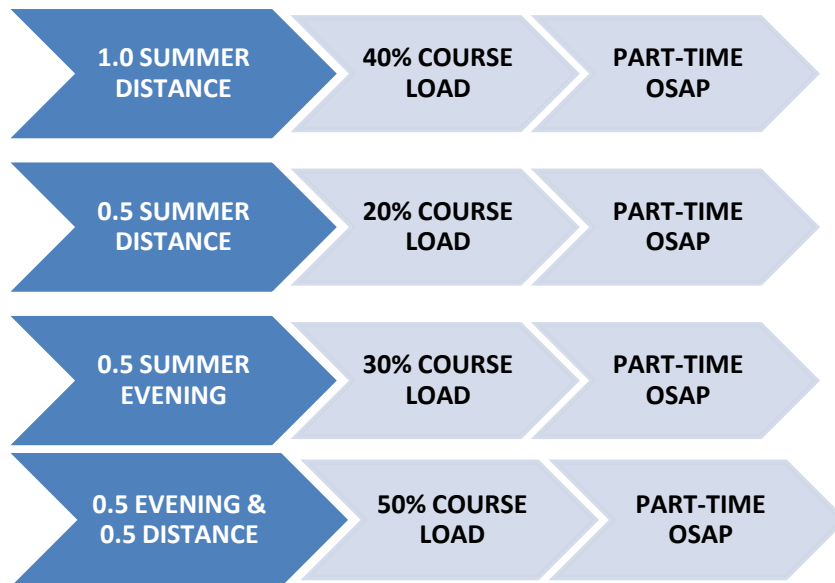 1.0 SUMMER
DISTANCE
40% COURSE
LOAD
PART-TIME
OSAP
0.5 SUMMER
DISTANCE
20% COURSE
LOAD
PART-TIME
OSAP
0.5 SUMMER
EVENING
30% COURSE
LOAD
PART-TIME
OSAP
0.5 EVENING &
0.5 DISTANCE
50% COURSE
LOAD
PART-TIME
OSAP